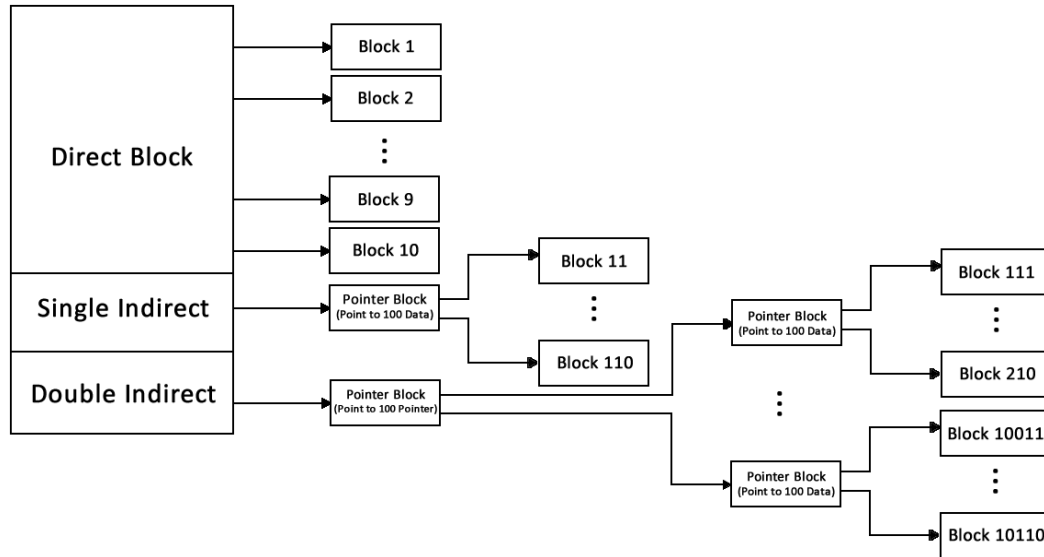 Direct Block
Single Indirect
Double Indirect
Block 1
Block 2
Block 9
Block 10
Pointer Block
(Point to 100 Data)
Block 11
Block 110
Pointer Block
(Point to 100 Pointer)
Pointer Block
(Point to 100 Data)
Block 111
Block 210
Pointer Block
(Point to 100 Data)
Block 10011
Block 10110